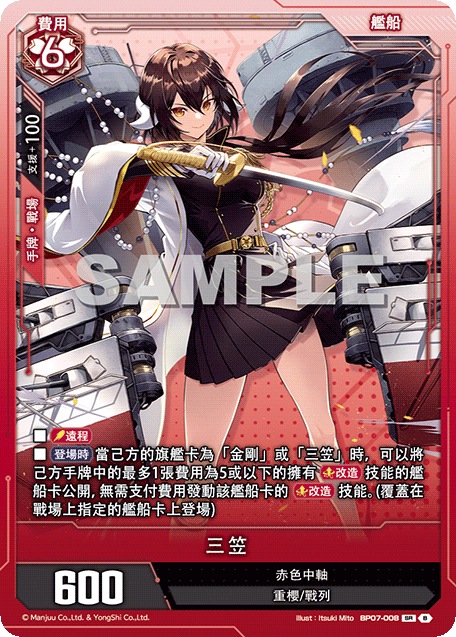 費用
6
艦船
支援+100
手牌・戰場
SAMPLE
遠程
登場時 當己方的旗艦卡為「金剛」或「三笠」時, 可以將
己方手牌中的最多1張費用為5或以下的擁有 改造 技能的艦
船卡公開, 無需支付費用發動該艦船卡的 改造 技能。(覆蓋在
戰場上指定的艦船卡上登場)
三笠
600
赤色中軸
重櫻/戰列
© Manjuu Co.,Ltd. & YongShi Co.,Ltd.
Illust : Itsuki Mito BP07-008 SR B